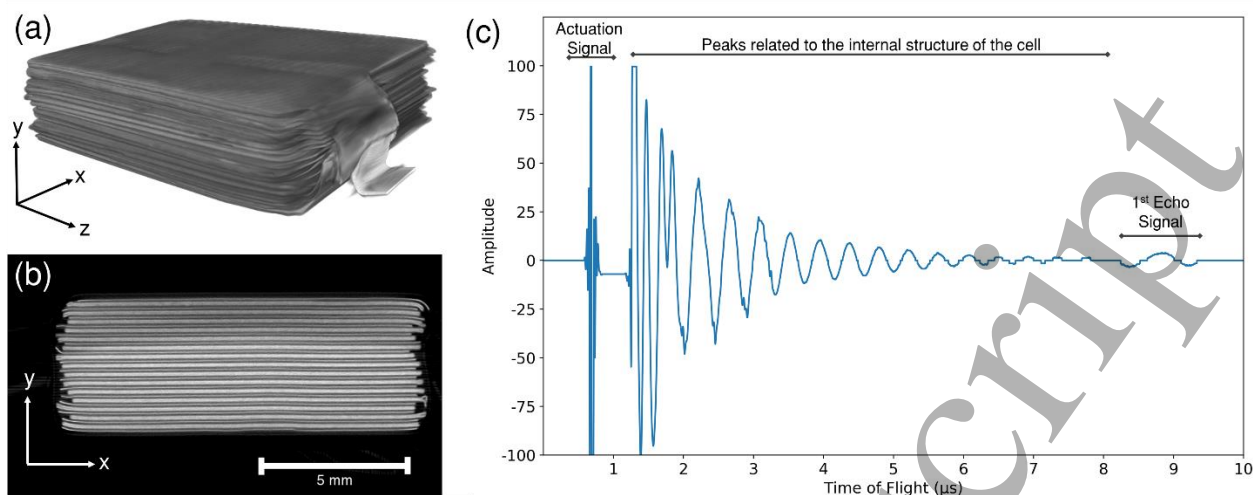 (a)
y
x
z
(b)
y
x
5 mm
(c)
Actuation
Signal
Peaks related to the internal structure of the cell
1st Echo
Signal
100
75
50
25
0
-25
-50
-75
-100
Amplitude
1 2 3 4 5 6 7 8 9 10
Time of Flight (µs)
cript